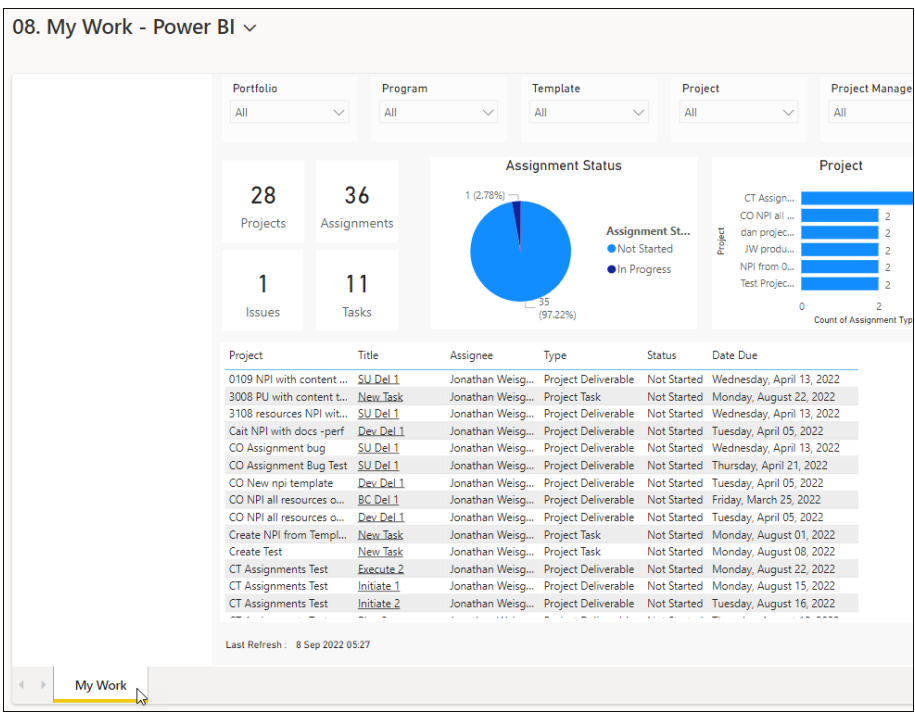 08. My Work - Power BI
Portfolio Program Template Project Project Manage
All All All All All
28 36
Projects Assignments
1 11
Issues Tasks
Assignment Status
1 (2.78%)
35
(97.22%)
Assignment St...
Not Started
In Progress
Project
Project
CT Assign...
CO NPI all ... 2
dan projec... 2
JW produ... 2
NPI from 0... 2
Test Projec... 2
0 2
Count of Assignment Typ
Project Title Assignee Type Status Date Due
0109 NPI with content ... SU Del 1 Jonathan Weisg... Project Deliverable Not Started Wednesday, April 13, 2022
3008 PU with content t... New Task Jonathan Weisg... Project Task Not Started Monday, August 22, 2022
3108 resources NPI wit... SU Del 1 Jonathan Weisg... Project Deliverable Not Started Wednesday, April 13, 2022
Cait NPI with docs -perf Dev Del 1 Jonathan Weisg... Project Deliverable Not Started Tuesday, April 05, 2022
CO Assignment bug SU Del 1 Jonathan Weisg... Project Deliverable Not Started Wednesday, April 13, 2022
CO Assignment Bug Test SU Del 1 Jonathan Weisg... Project Deliverable Not Started Thursday, April 21, 2022
CO New npi template Dev Del 1 Jonathan Weisg... Project Deliverable Not Started Tuesday, April 05, 2022
CO NPI all resources o... BC Del 1 Jonathan Weisg... Project Deliverable Not Started Friday, March 25, 2022
CO NPI all resources o... Dev Del 1 Jonathan Weisg... Project Deliverable Not Started Tuesday, April 05, 2022
Create NPI from Templ... New Task Jonathan Weisg... Project Task Not Started Monday, August 01, 2022
Create Test New Task Jonathan Weisg... Project Task Not Started Monday, August 08, 2022
CT Assignments Test Execute 2 Jonathan Weisg... Project Deliverable Not Started Monday, August 22, 2022
CT Assignments Test Initiate 1 Jonathan Weisg... Project Deliverable Not Started Monday, August 15, 2022
CT Assignments Test Initiate 2 Jonathan Weisg... Project Deliverable Not Started Tuesday, August 16, 2022
Last Refresh : 8 Sep 2022 05:27
My Work